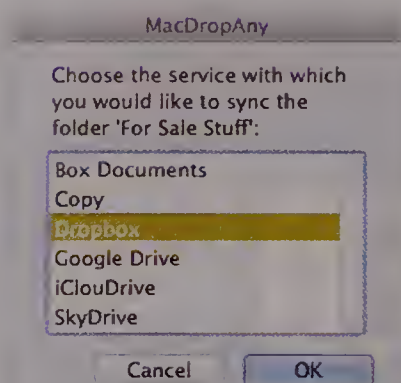 MacDropAny
Choose the service with which
you would like to sync the
folder 'For Sale Stuff':
Box Documents
Copy
Dropbox
Google Drive
iClouDrive
SkyDrive
Cancel
OK